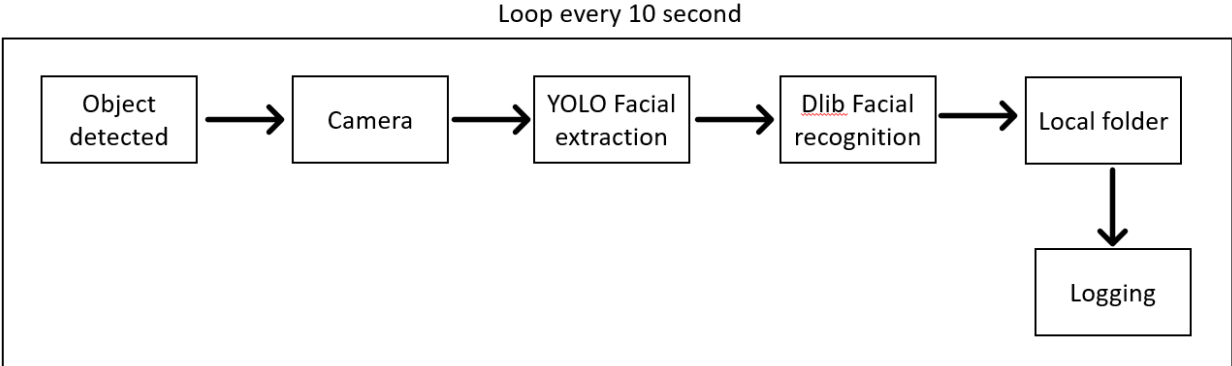 Loop every 10 second
Object
detected
Camera
YOLO Facial
extraction
Dlib Facial
recognition
Local folder
Logging